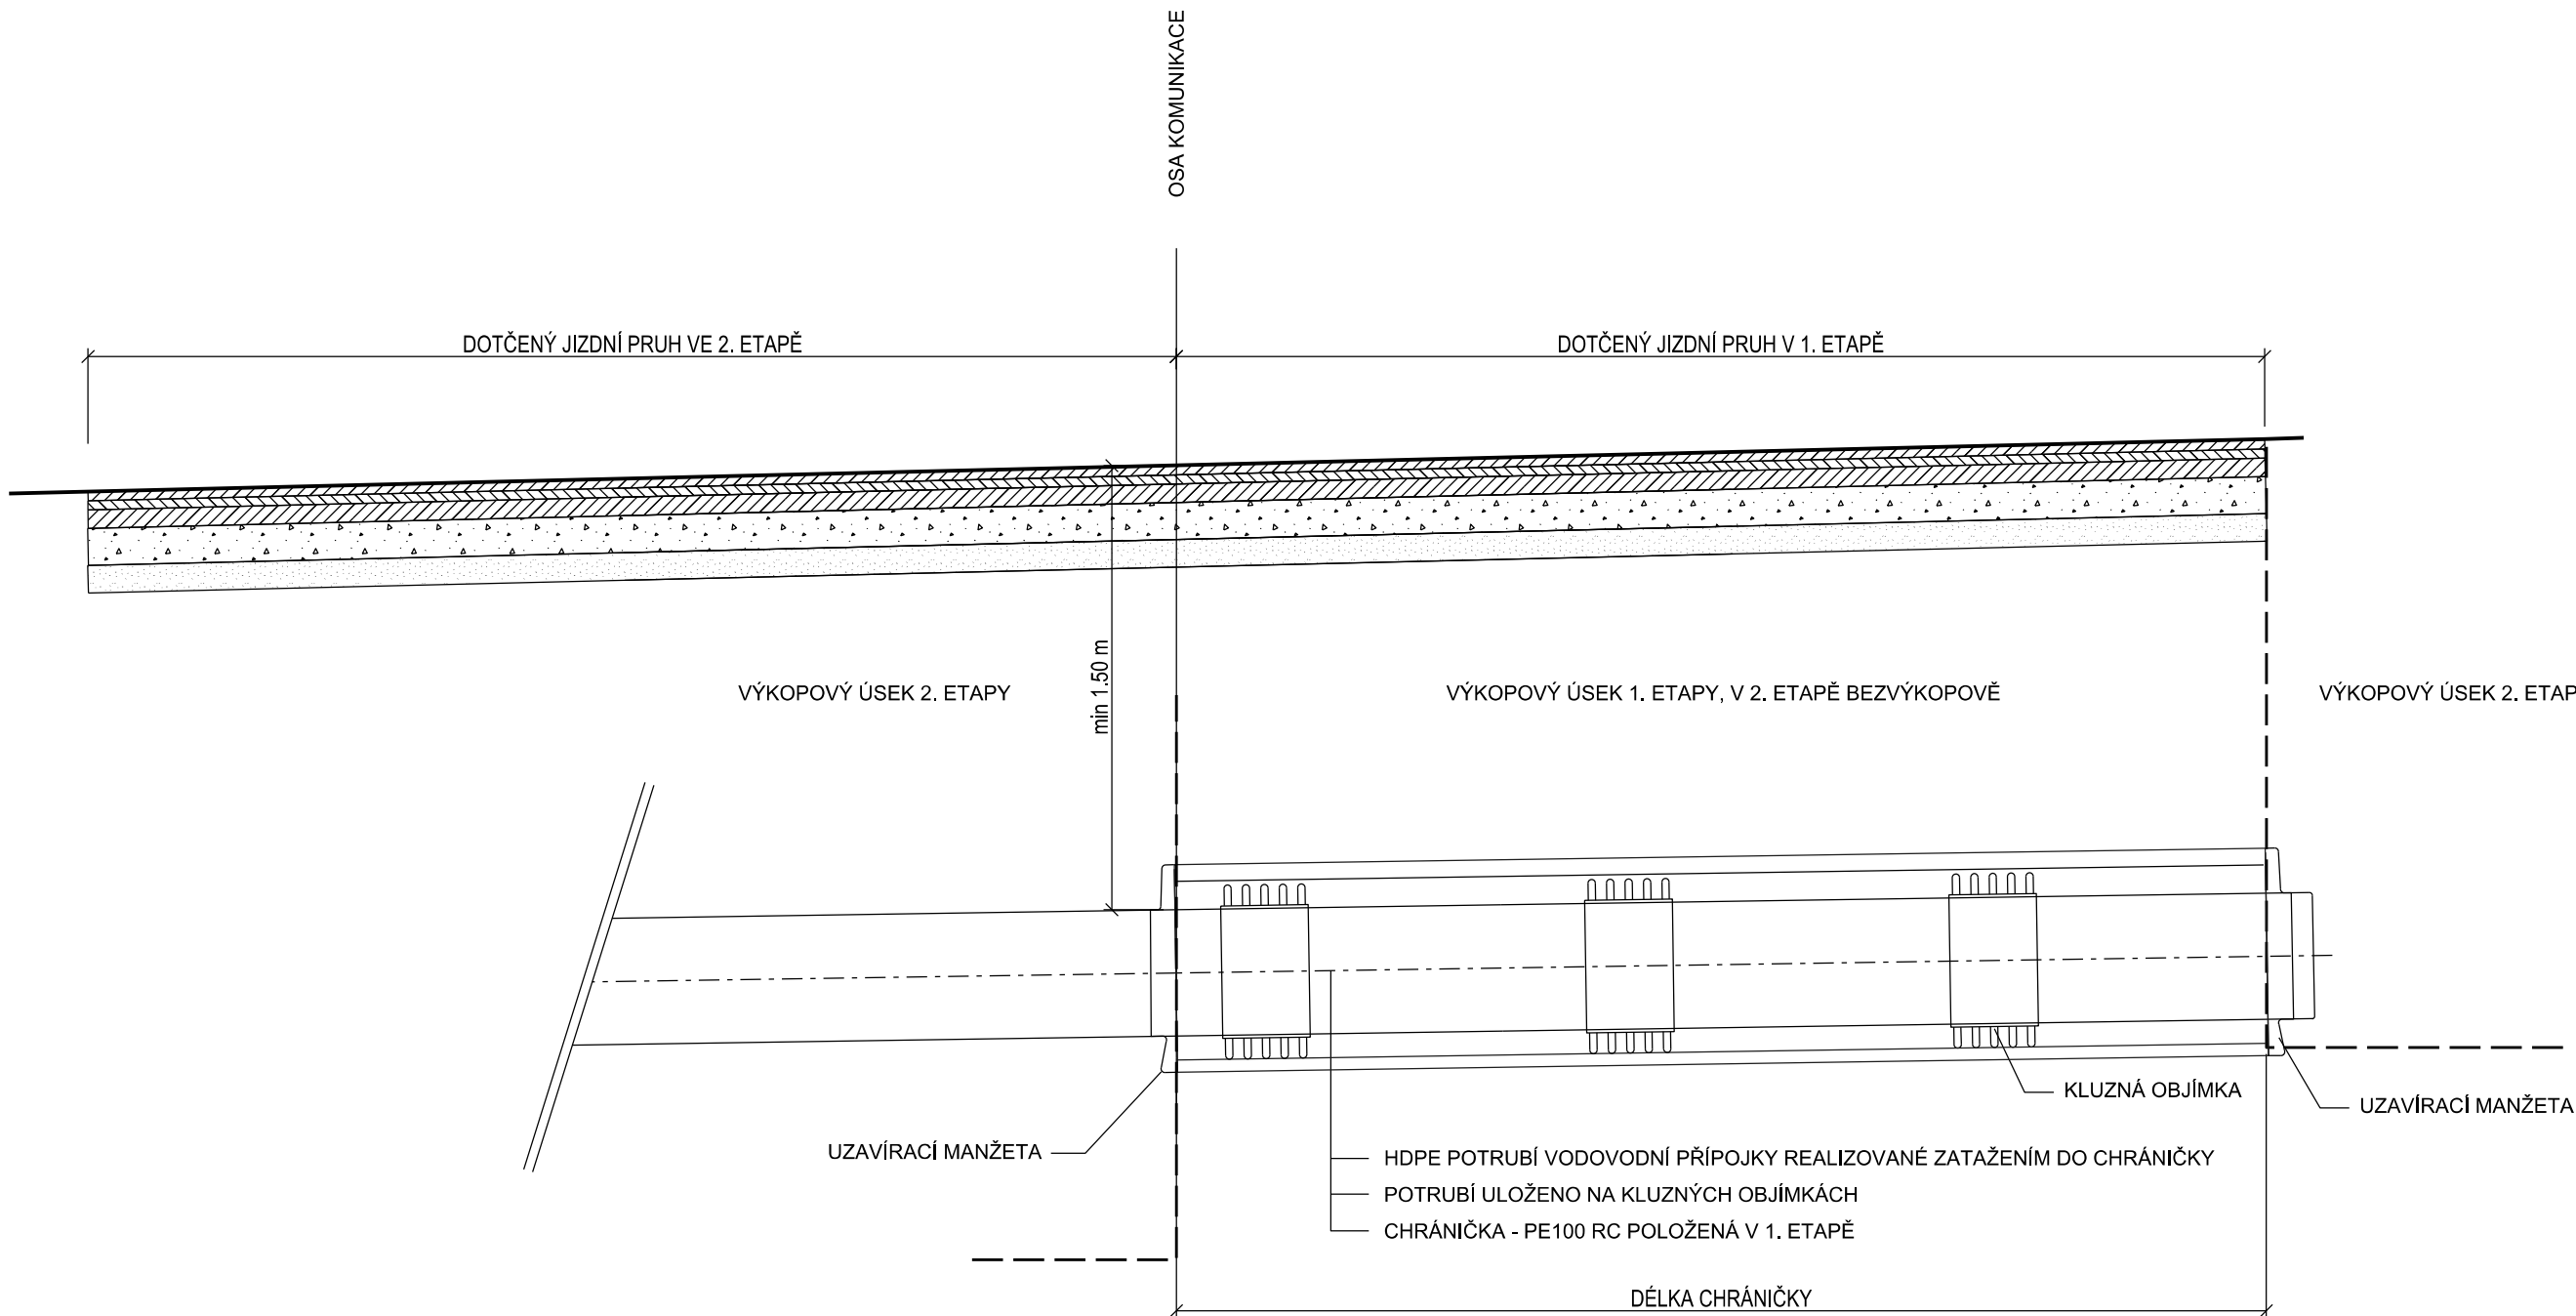 OSA KOMUNIKACE
DOTČENÝ JIZDNÍ PRUH VE 2. ETAPĚ
DOTČENÝ JIZDNÍ PRUH V 1. ETAPĚ
min 1.50 m
VÝKOPOVÝ ÚSEK 2. ETAPY
VÝKOPOVÝ ÚSEK 1. ETAPY, V 2. ETAPĚ BEZVÝKOPOVĚ
VÝKOPOVÝ ÚSEK 2. ETAP
KLUZNÁ OBJÍMKA
UZAVÍRACÍ MANŽETA
UZAVÍRACÍ MANŽETA
HDPE POTRUBÍ VODOVODNÍ PŘÍPOJKY REALIZOVANÉ ZATAŽENÍM DO CHRÁNIČKY
POTRUBÍ ULOŽENO NA KLUZNÝCH OBJÍMKÁCH
CHRÁNIČKA - PE100 RC POLOŽENÁ V 1. ETAPĚ
DÉLKA CHRÁNIČKY